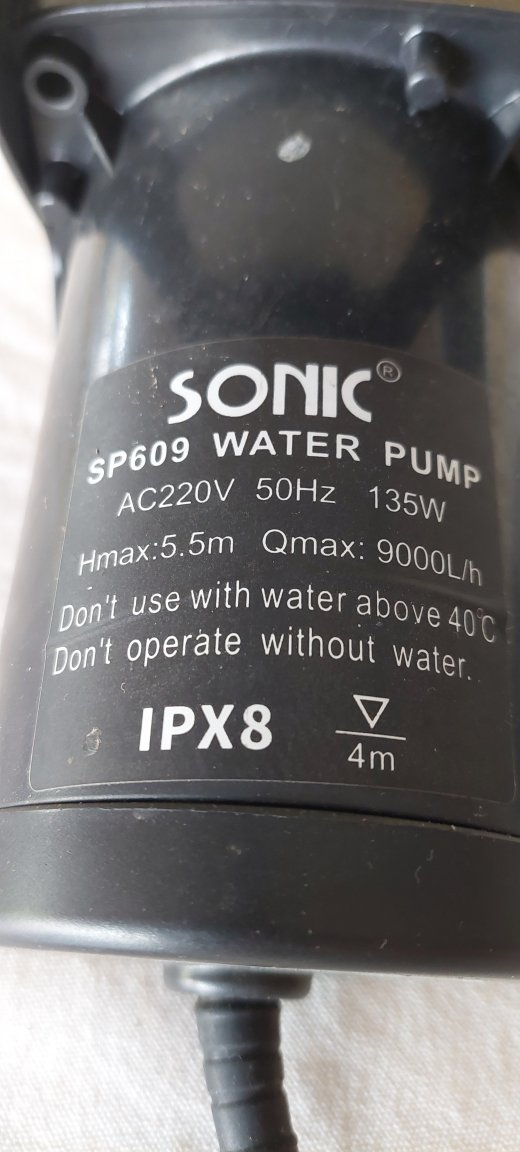 SONIC®
SP609 WATER PUMP
AC220V 50Hz 135W
Hmax:5.5m Qmax: 9000L/h
Don't use with water above 40℃
Don't operate without water.
IPX8
4m